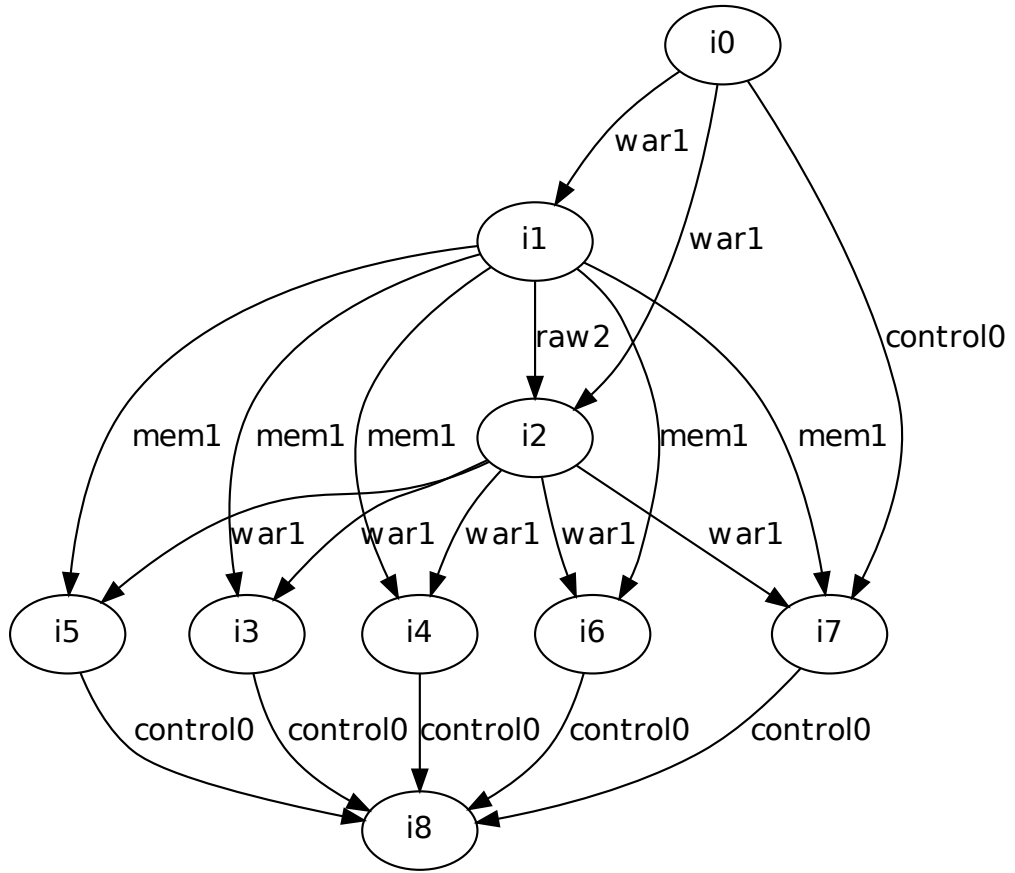 i0
war1
i1
war1
raw2
control0
mem1 mem1 mem1 i2 mem1 mem1
war1 war1 war1 war1 war1
i5 i3 i4 i6 i7
control0 control0 control0 control0 control0
i8